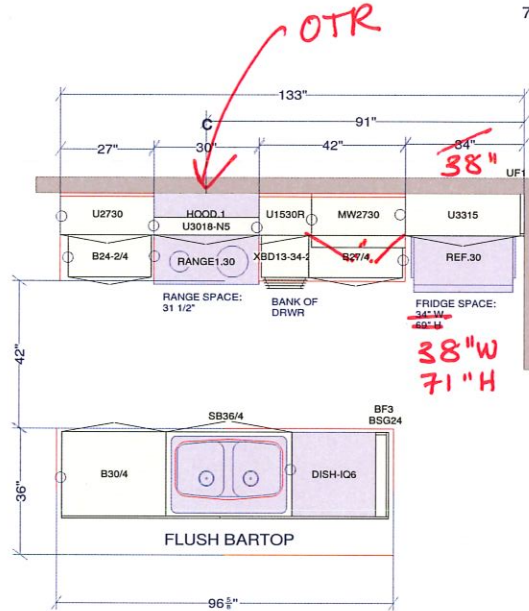 OTR
7
133"
C
91"
27"
30"
42"
34"
38"
UF1
U2730
HOOD.1
U3018-N5
U1530R
MW2730
U3315
B24-2/4
RANGE1.30
XBD13-34-2
B27/4
REF.30
RANGE SPACE:
31 1/2"
BANK OF
DRWR
FRIDGE SPACE:
34" W
69" H
38"W
71"H
42"
SB36/4
BF3
BSG24
B30/4
DISH-IQ6
36"
FLUSH BARTOP
96 5/8"